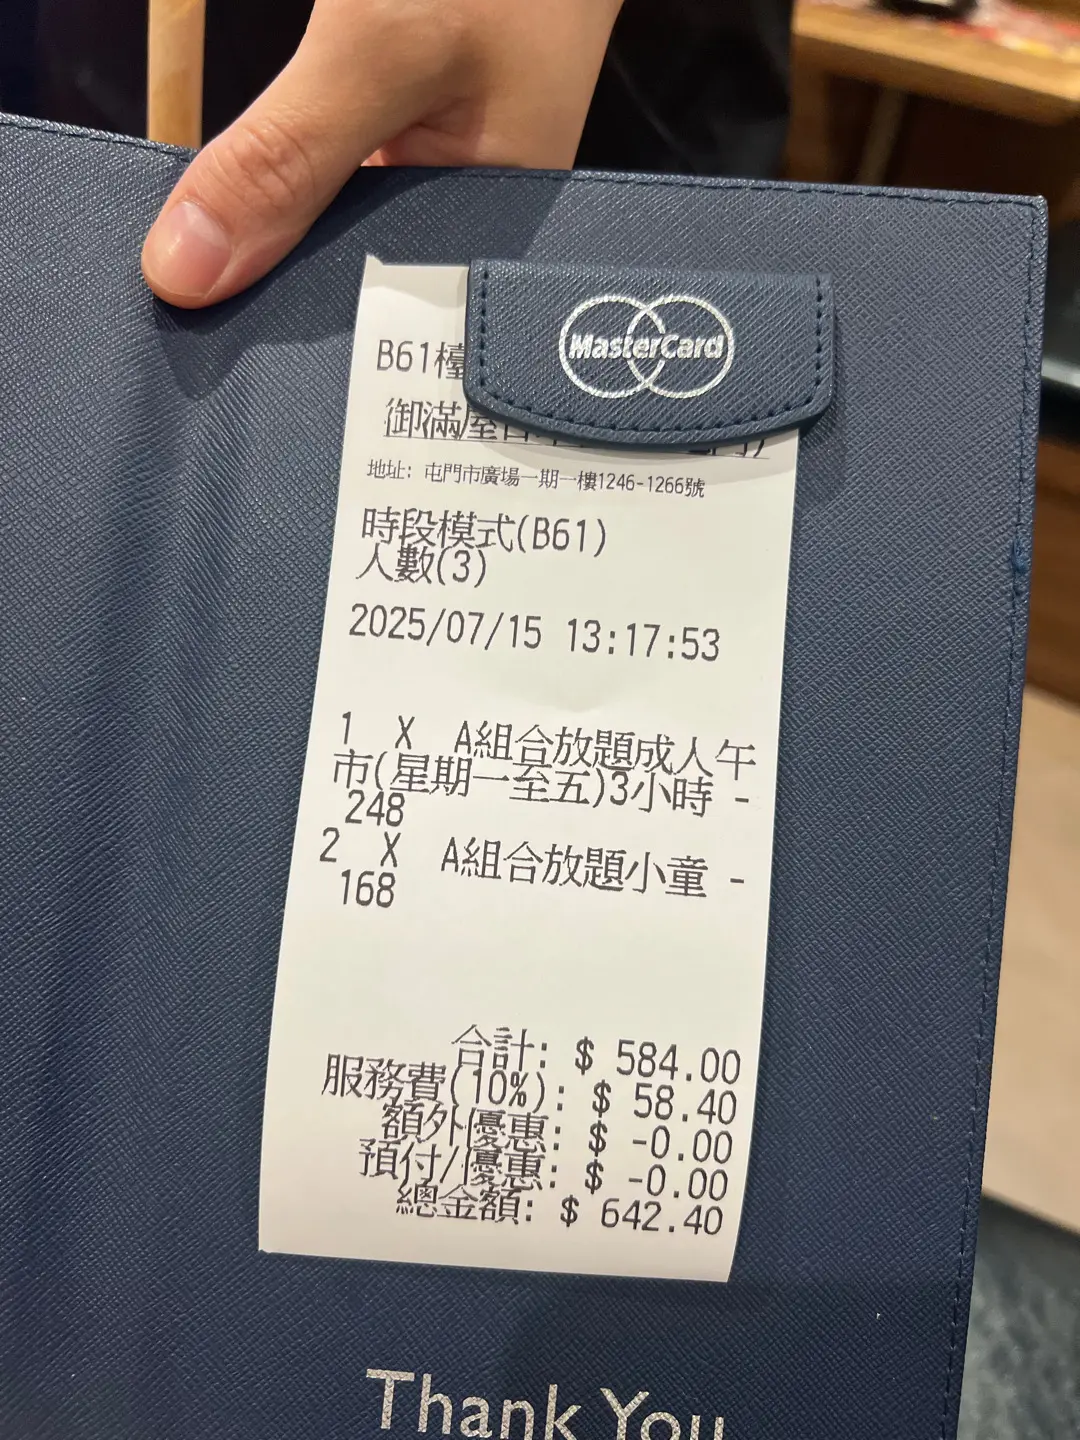 MasterCard
B61檯
御滿屋
地址: 屯門市廣場一期一樓1246-1266號
時段模式(B61)
人數(3)
2025/07/15 13:17:53
1 X A組合放題成人午
市(星期一至五)3小時 -
248
2 X A組合放題小童 -
168
合計: $ 584.00
服務費(10%): $ 58.40
額外優惠: $ -0.00
預付/優惠: $ -0.00
總金額: $ 642.40
Thank You